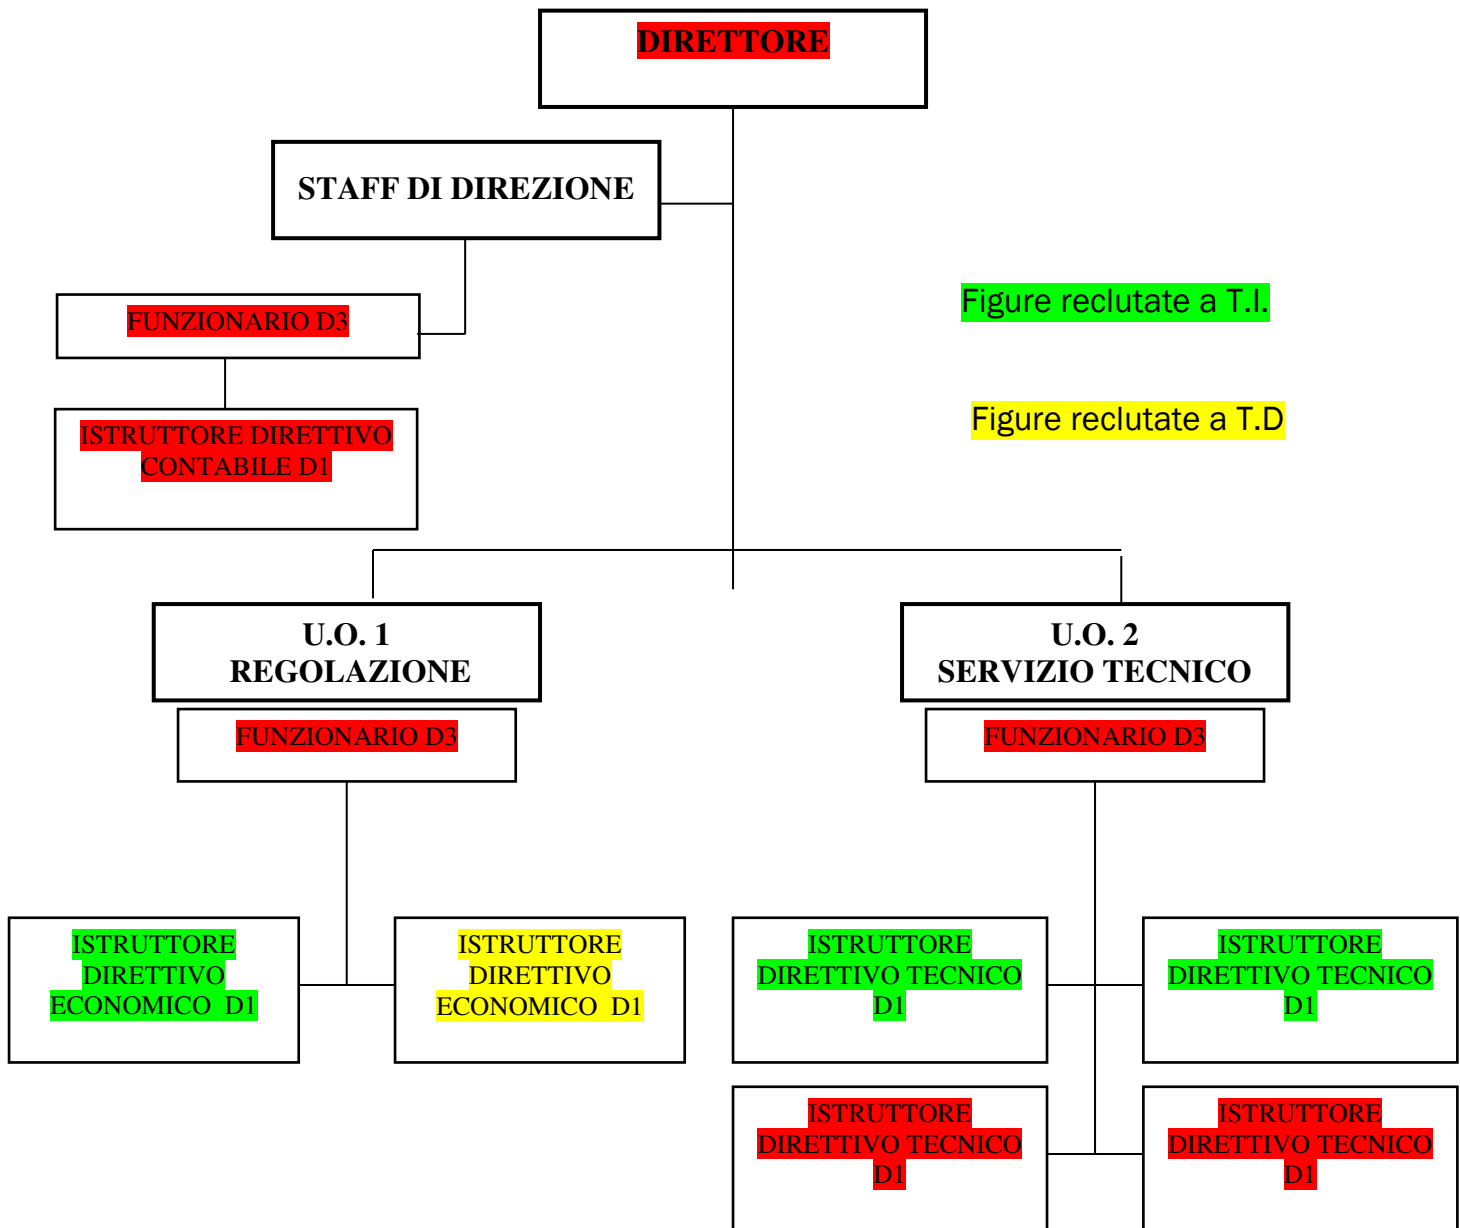 DIRETTORE
STAFF DI DIREZIONE
FUNZIONARIO D3
Figure reclutate a T.I.
ISTRUTTORE DIRETTIVO
CONTABILE D1
Figure reclutate a T.D
U.O. 1
REGOLAZIONE
FUNZIONARIO D3
U.O. 2
SERVIZIO TECNICO
FUNZIONARIO D3
ISTRUTTORE
DIRETTIVO
ECONOMICO  D1
ISTRUTTORE
DIRETTIVO
ECONOMICO  D1
ISTRUTTORE
DIRETTIVO TECNICO
D1
ISTRUTTORE
DIRETTIVO TECNICO
D1
ISTRUTTORE
DIRETTIVO TECNICO
D1
ISTRUTTORE
DIRETTIVO TECNICO
D1